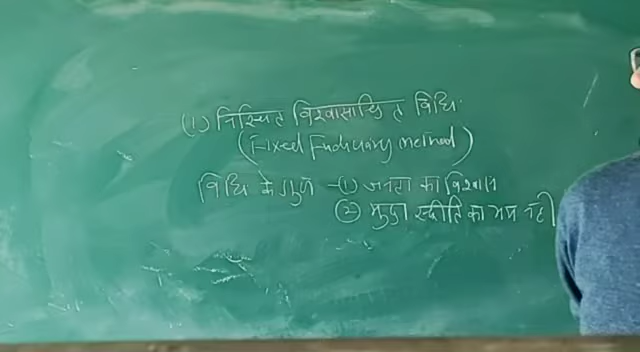 (1) निश्चित विश्वासाश्रित विधि
(Fixed Fiduciary method)
विधि के गुण - (1) जनता का विश्वास
(2) मुद्रा स्फीति का भय नहीं